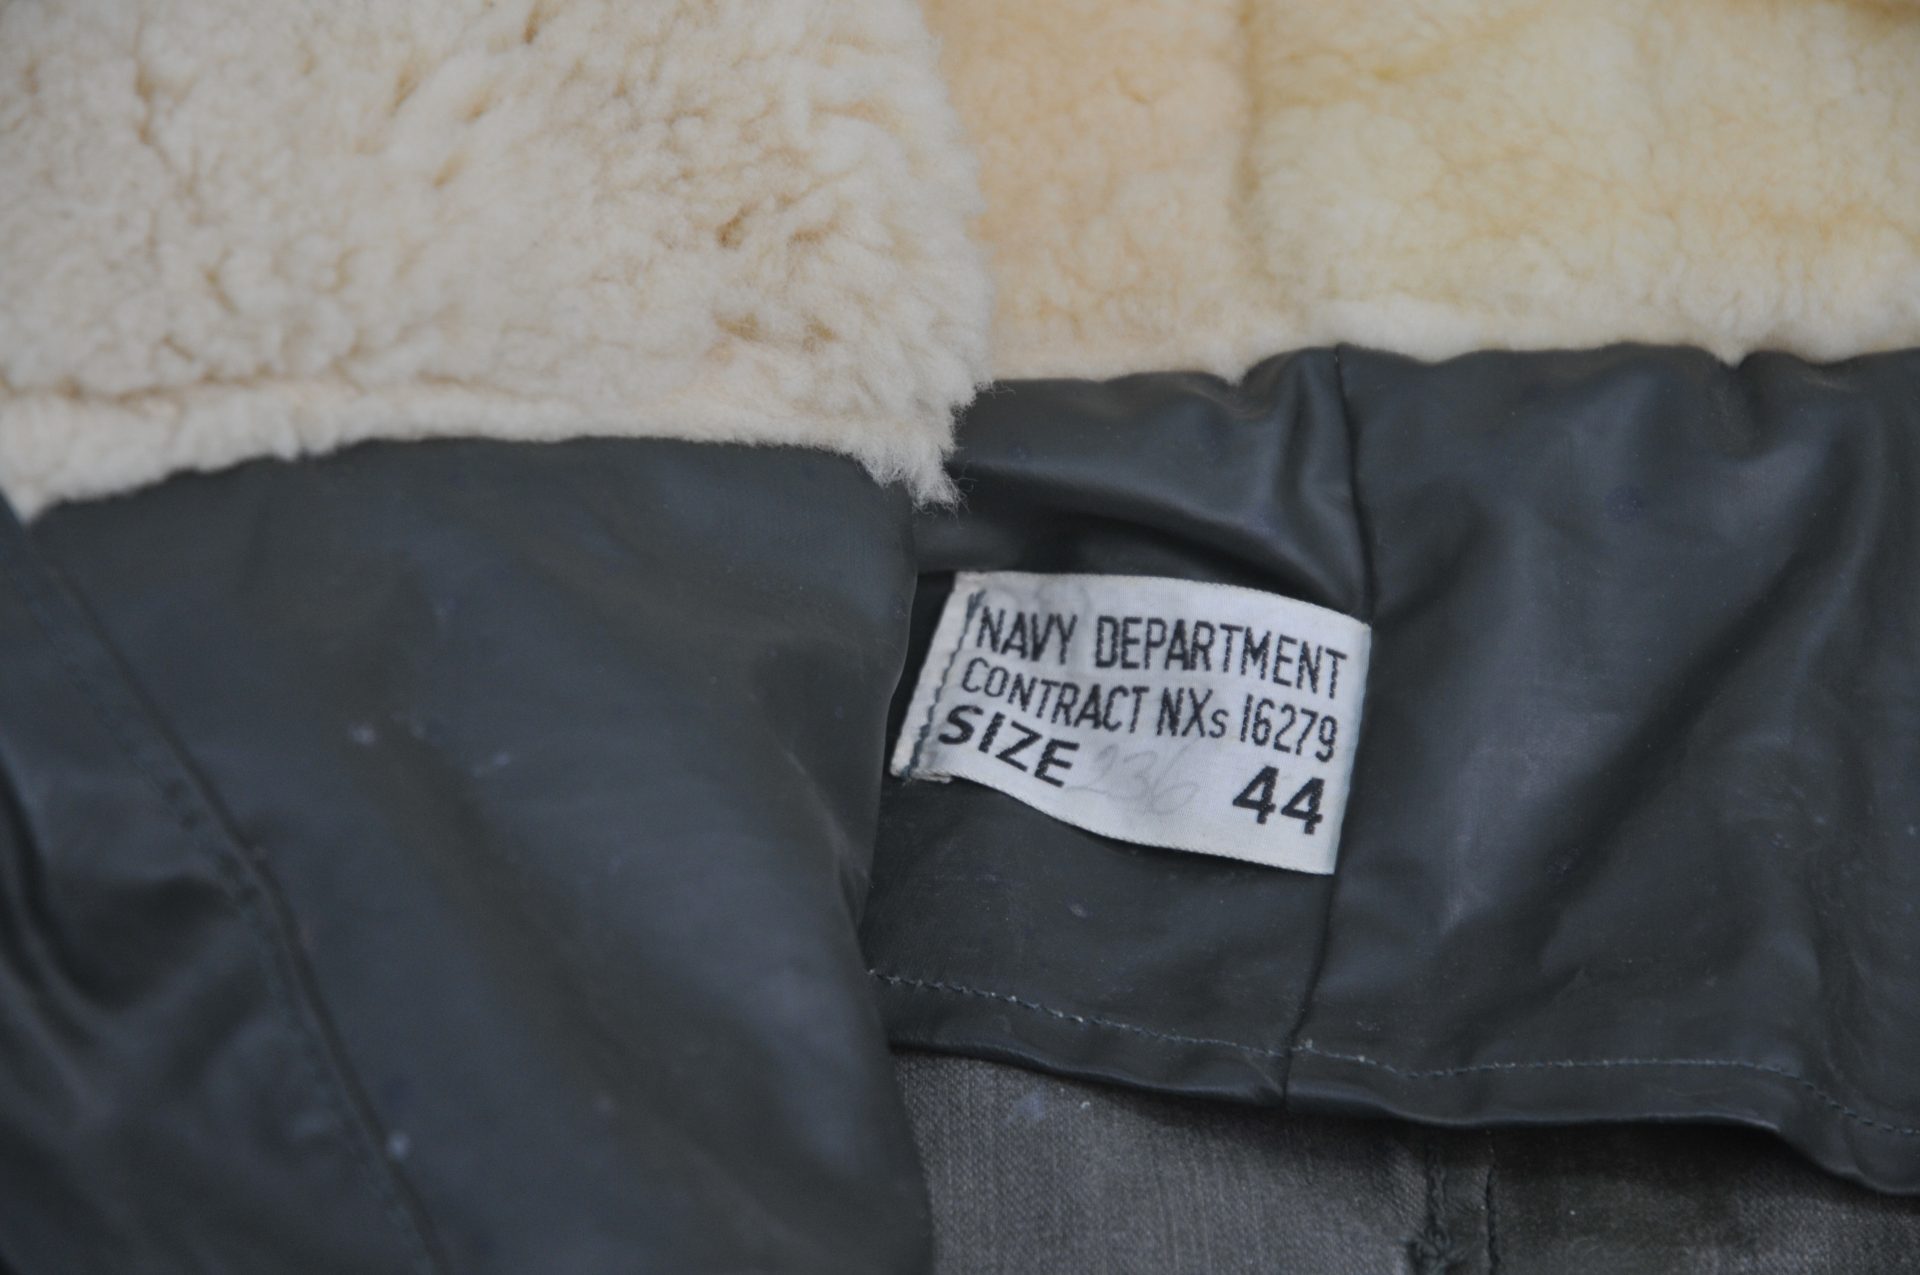 NAVY DEPARTMENT
CONTRACT NXs 16279
SIZE 236 44